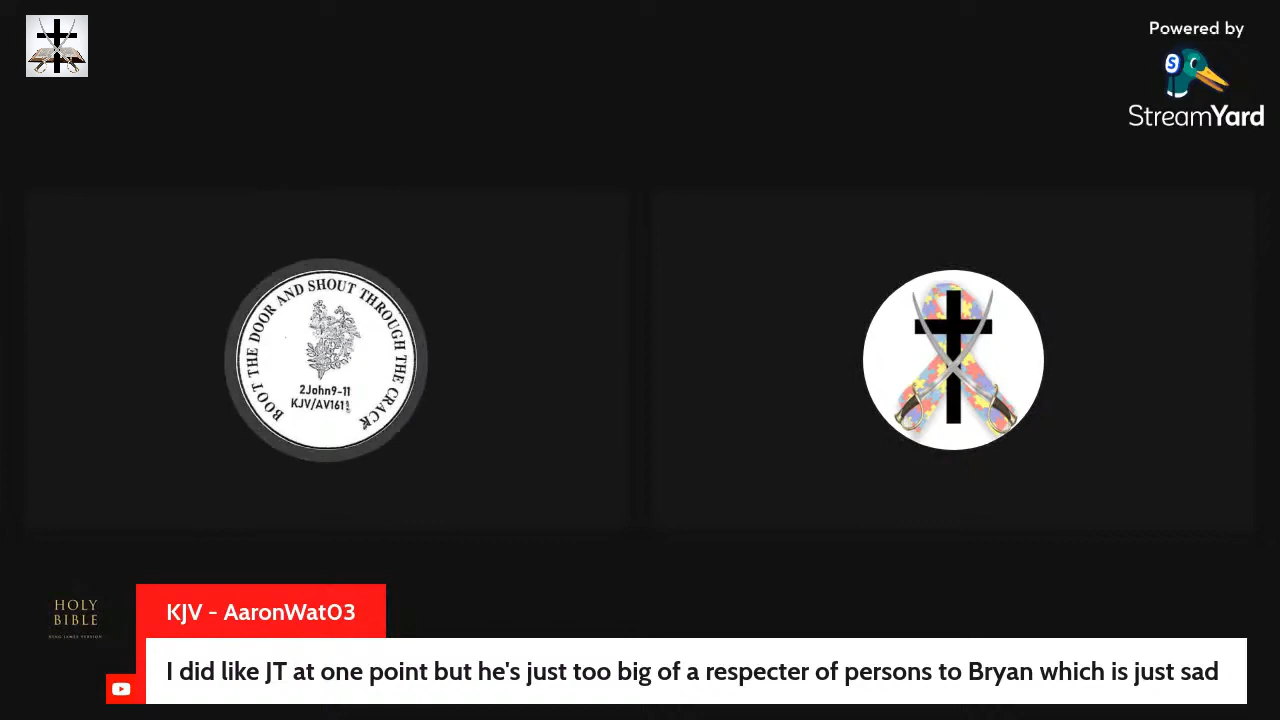 Powered by
S
StreamYard
BOOT THE DOOR AND SHOUT THROUGH THE CRACK
2John9-11
KJV/AV1611
HOLY
BIBLE
KJV - AaronWat03
I did like JT at one point but he's just too big of a respecter of persons to Bryan which is just sad